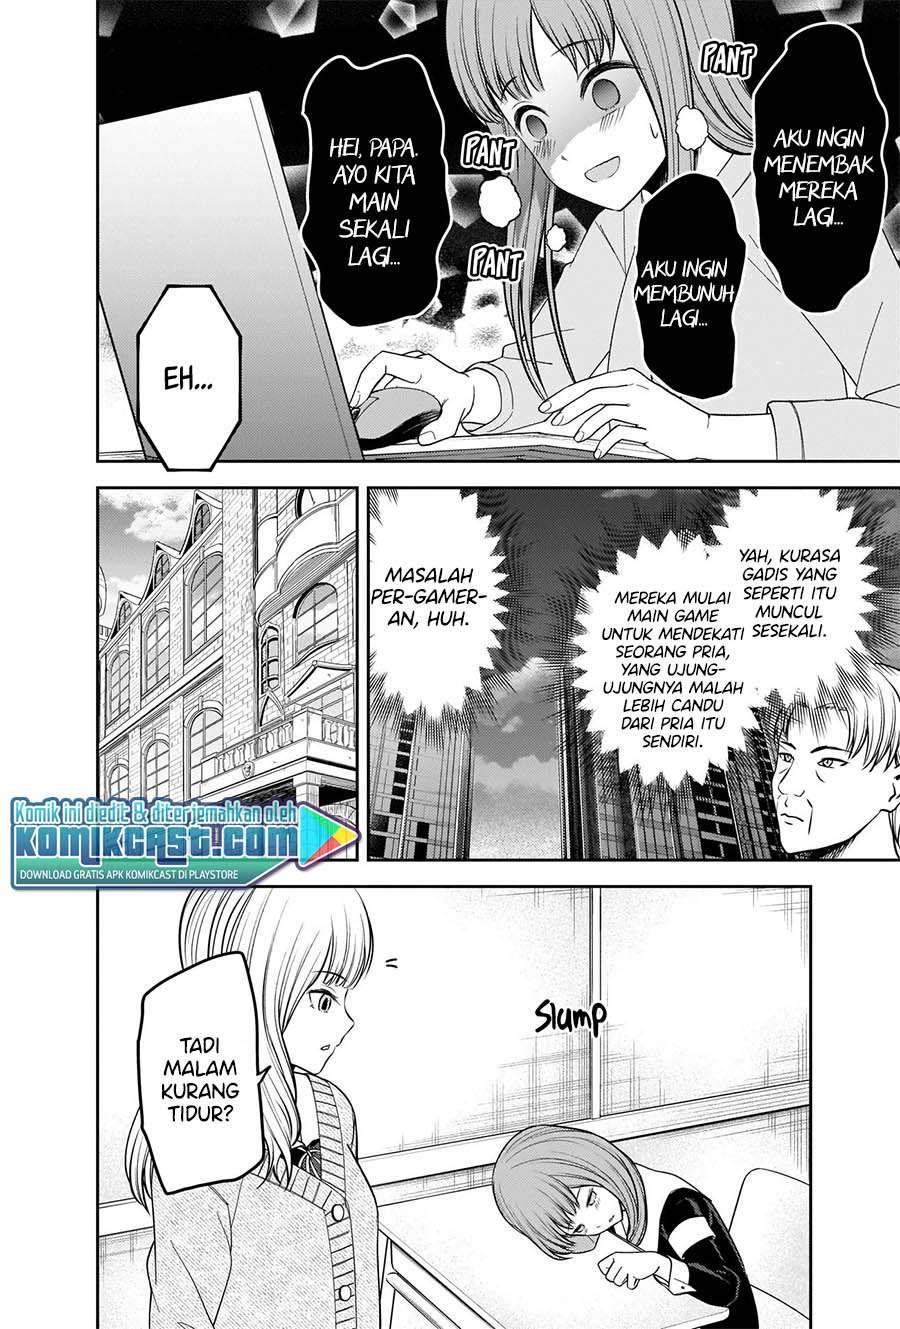 PANT
AKU INGIN
MENEMBAK
MEREKA
LAGI...
AKU INGIN
MEMBUNUH
LAGI...
PANT
HEI, PAPA.
AYO KITA
MAIN
SEKALI
LAGI...
PANT
EH...
YAH, KURASA
GADIS YANG
SEPERTI ITU
MUNCUL
SESEKALI.
MEREKA MULAI
MAIN GAME
UNTUK MENDEKATI
SEORANG PRIA,
YANG UJUNG-
UJUNGNYA MALAH
LEBIH CANDU
DARI PRIA ITU
SENDIRI.
MASALAH
PER-GAMER-
AN, HUH.
Komik ini diedit & diterjemahkan oleh
KOMIKCAST.COM
DOWNLOAD GRATIS APK KOMIKCAST DI PLAYSTORE
Slump
TADI
MALAM
KURANG
TIDUR?